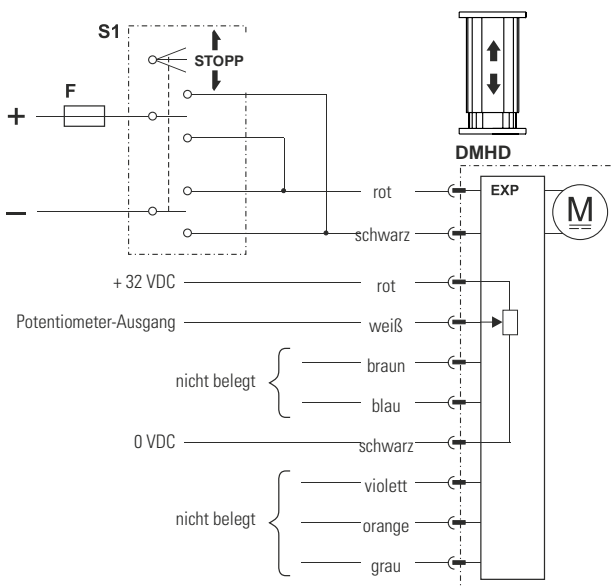 S1
STOPP
F
+
–
DMHD
EXP
rot
M
schwarz
+ 32 VDC
rot
Potentiometer-Ausgang
weiß
braun
nicht belegt
blau
0 VDC
schwarz
violett
nicht belegt
orange
grau